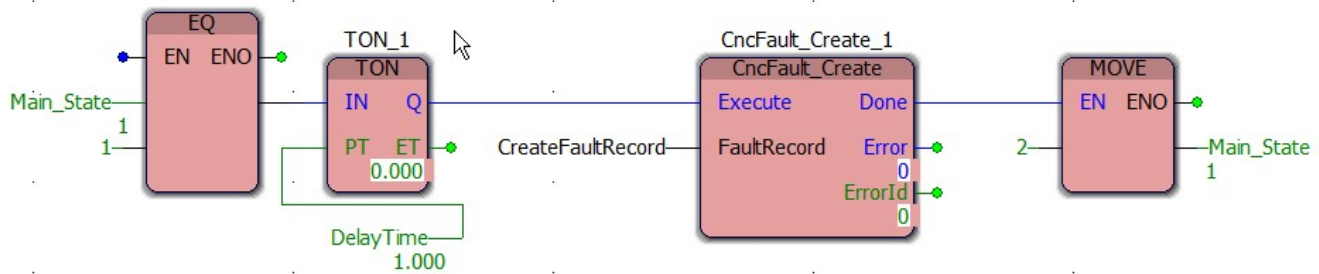 EQ
EN ENO
Main_State
1
1
TON_1
TON
IN Q
PT ET
0.000
DelayTime
1.000
CncFault_Create_1
CncFault_Create
Execute Done
CreateFaultRecord
FaultRecord Error
0
ErrorId
0
MOVE
EN ENO
2
Main_State
1